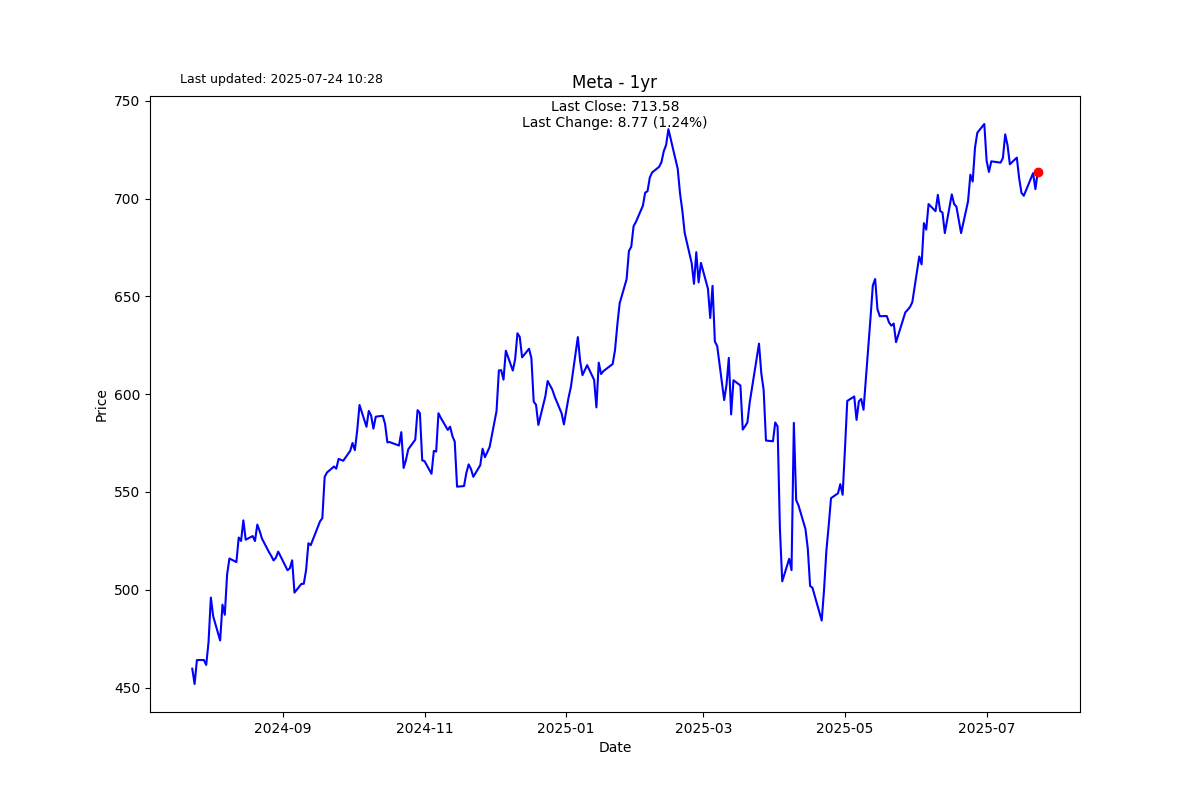 Last updated: 2025-07-24 10:28
Meta - 1yr
Last Close: 713.58
Last Change: 8.77 (1.24%)
750
700
650
600
550
500
450
Price
2024-09
2024-11
2025-01
2025-03
2025-05
2025-07
Date